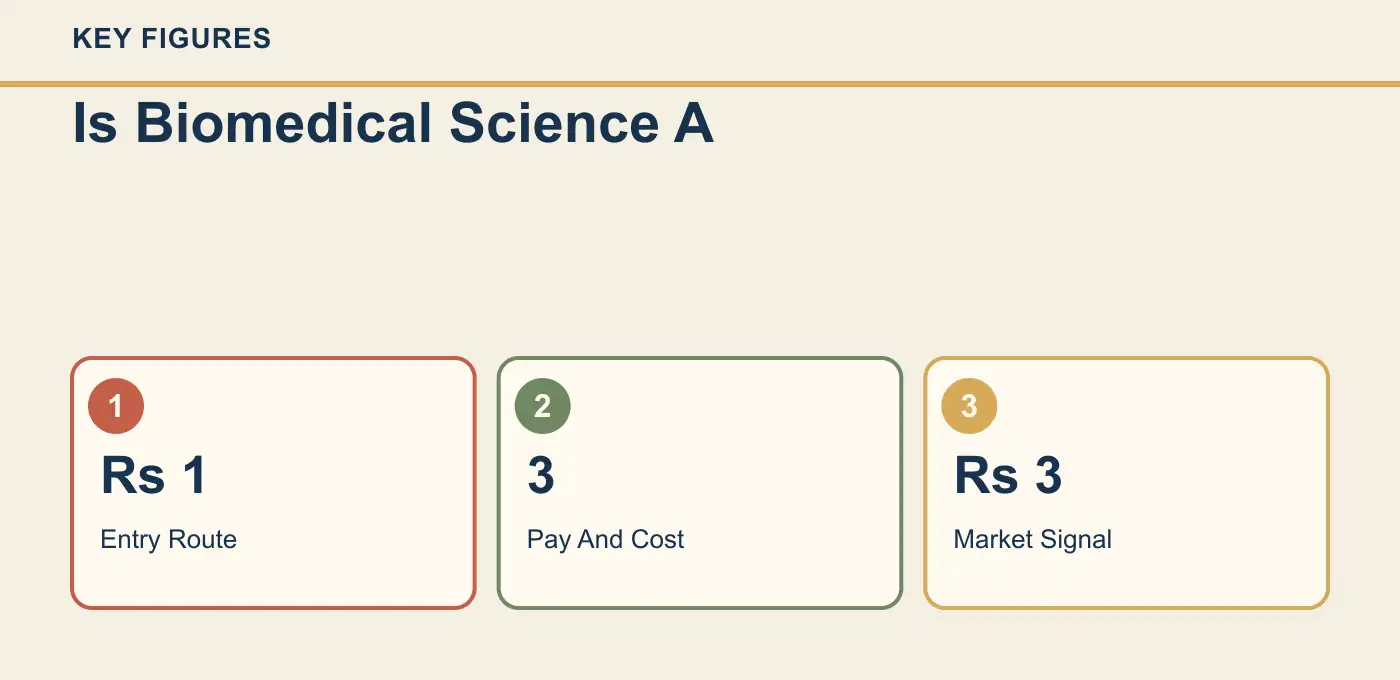 KEY FIGURES
Is Biomedical Science A
1
Rs 1
Entry Route
2
3
Pay And Cost
3
Rs 3
Market Signal